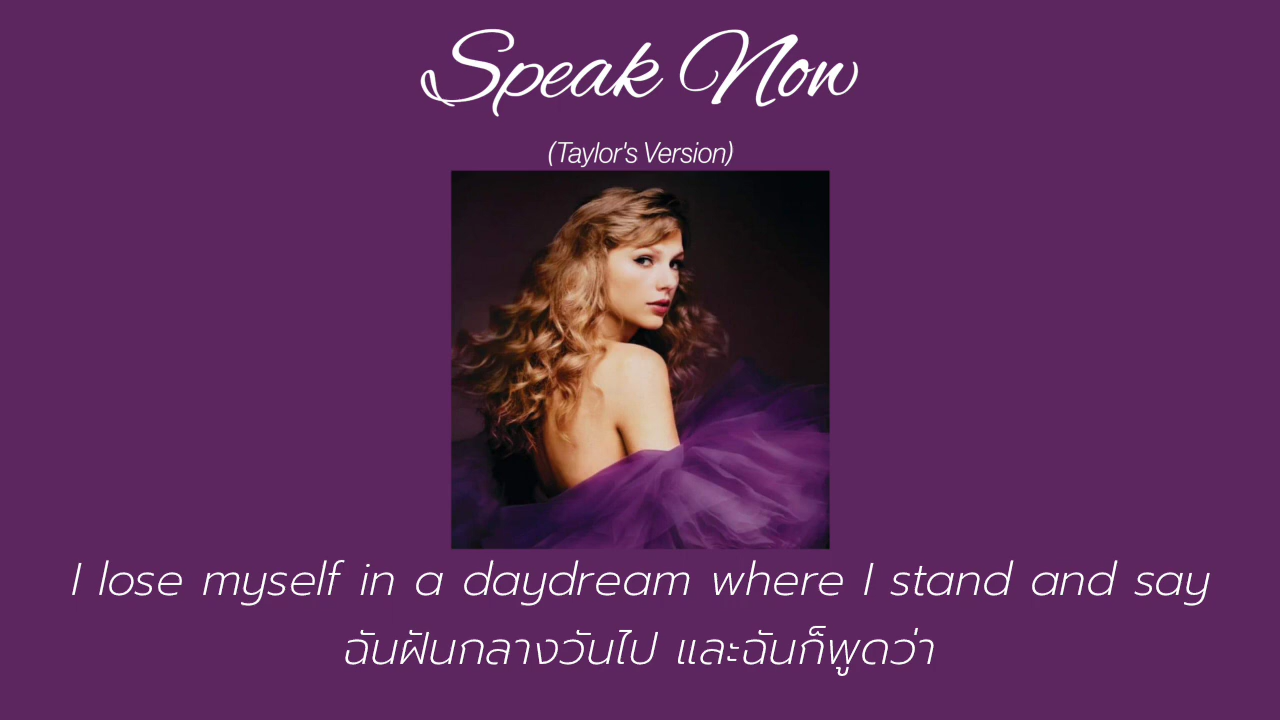 Speak Now
(Taylor's Version)
I lose myself in a daydream where I stand and say
ฉันฝันกลางวันไป และฉันก็พูดว่า